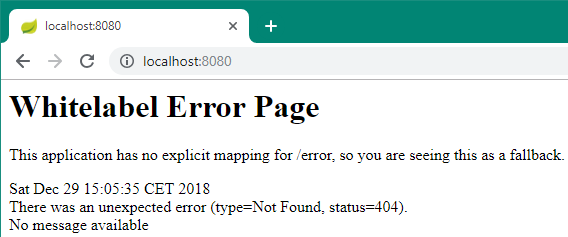 localhost:8080
localhost:8080
Whitelabel Error Page
This application has no explicit mapping for /error, so you are seeing this as a fallback.
Sat Dec 29 15:05:35 CET 2018
There was an unexpected error (type=Not Found, status=404).
No message available